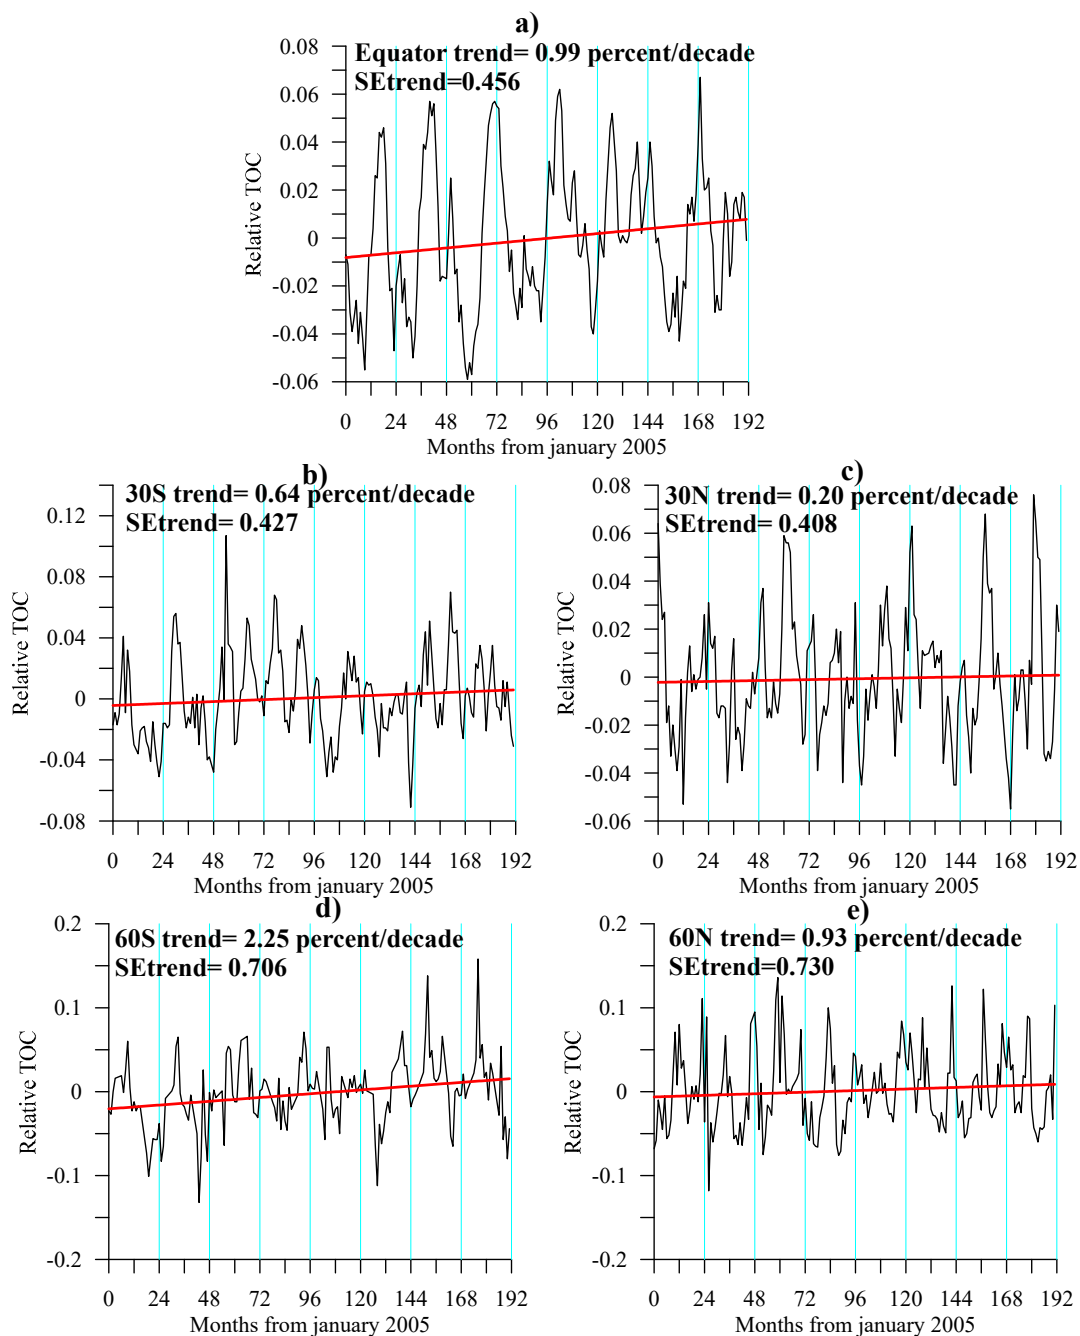 a)
Equator trend= 0.99 percent/decade
SEtrend=0.456
0.08
0.06
0.04
0.02
0
-0.02
-0.04
-0.06
Relative TOC
0 24 48 72 96 120 144 168 192
Months from january 2005
b)
30S trend= 0.64 percent/decade
SEtrend= 0.427
0.12
0.08
0.04
0
-0.04
-0.08
Relative TOC
0 24 48 72 96 120 144 168 192
Months from january 2005
c)
30N trend= 0.20 percent/decade
SEtrend= 0.408
0.08
0.06
0.04
0.02
0
-0.02
-0.04
-0.06
Relative TOC
0 24 48 72 96 120 144 168 192
Months from january 2005
d)
60S trend= 2.25 percent/decade
SEtrend= 0.706
0.2
0.1
0
-0.1
-0.2
Relative TOC
0 24 48 72 96 120 144 168 192
Months from january 2005
e)
60N trend= 0.93 percent/decade
SEtrend=0.730
0.2
0.1
0
-0.1
-0.2
Relative TOC
0 24 48 72 96 120 144 168 192
Months from january 2005